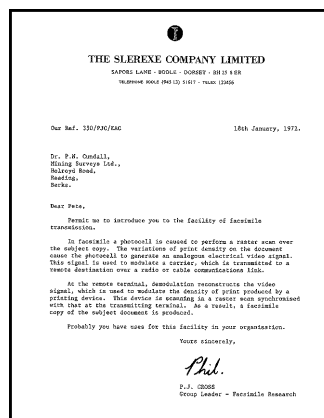 THE SLEREXE COMPANY LIMITED
SAPORS LANE - BOOLE - DORSET - BH 25 8 ER
TELEPHONE BOOLE (945 13) 51617 - TELEX 123456
Our Ref. 350/PJC/EAC
18th January, 1972.
Dr. P.N. Cundall,
Mining Surveys Ltd.,
Holroyd Road,
Reading,
Berks.
Dear Pete,
Permit me to introduce you to the facility of facsimile
transmission.
In facsimile a photocell is caused to perform a raster scan over
the subject copy. The variations of print density on the document
cause the photocell to generate an analogous electrical video signal.
This signal is used to modulate a carrier, which is transmitted to a
remote destination over a radio or cable communications link.
At the remote terminal, demodulation reconstructs the video
signal, which is used to modulate the density of print produced by a
printing device. This device is scanning in a raster scan synchronised
with that at the transmitting terminal. As a result, a facsimile
copy of the subject document is produced.
Probably you have uses for this facility in your organisation.
Yours sincerely,
Phil.
P.J. CROSS
Group Leader - Facsimile Research